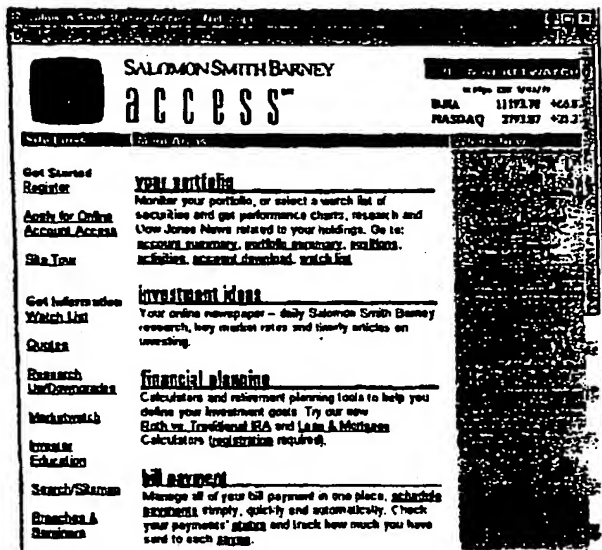 SALOMON SMITH BARNEY
access℠
DJIA
NASDAQ
Site Links
Main Areas
Get Started
Register
Apply for Online
Account Access
Site Tour
Get Information
Watch List
Quotes
Research
Up/Downgrades
Marketwatch
Investor
Education
Search/Sitemap
Branches &
Seminars
your portfolio
Monitor your portfolio, or select a watch list of
securities and get performance charts, research and
Dow Jones News related to your holdings. Go to:
account summary, portfolio summary, positions,
activities, account download, watch list
investment ideas
Your online newspaper – daily Salomon Smith Barney
research, key market rates and timely articles on
investing.
financial planning
Calculators and retirement planning tools to help you
define your investment goals. Try our new
Roth vs. Traditional IRA and Loan & Mortgage
Calculators (registration required).
bill payment
Manage all of your bill payment in one place, schedule
payments simply, quickly and automatically. Check
your payments' status and track how much you have
sent to each payee.